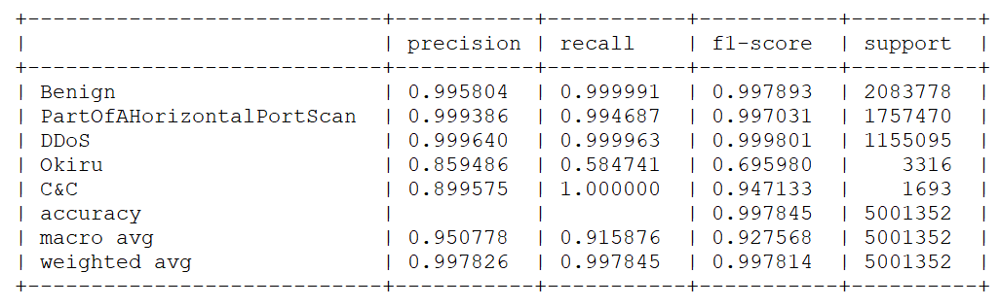 +----------------------------+-----------+-----------+-----------+----------+
|                            | precision | recall    | f1-score  | support  |
+----------------------------+-----------+-----------+-----------+----------+
| Benign                     | 0.995804  | 0.999991  | 0.997893  | 2083778  |
| PartOfAHorizontalPortScan  | 0.999386  | 0.994687  | 0.997031  | 1757470  |
| DDoS                       | 0.999640  | 0.999963  | 0.999801  | 1155095  |
| Okiru                      | 0.859486  | 0.584741  | 0.695980  |    3316  |
| C&C                        | 0.899575  | 1.000000  | 0.947133  |    1693  |
| accuracy                   |           |           | 0.997845  | 5001352  |
| macro avg                  | 0.950778  | 0.915876  | 0.927568  | 5001352  |
| weighted avg               | 0.997826  | 0.997845  | 0.997814  | 5001352  |
+----------------------------+-----------+-----------+-----------+----------+